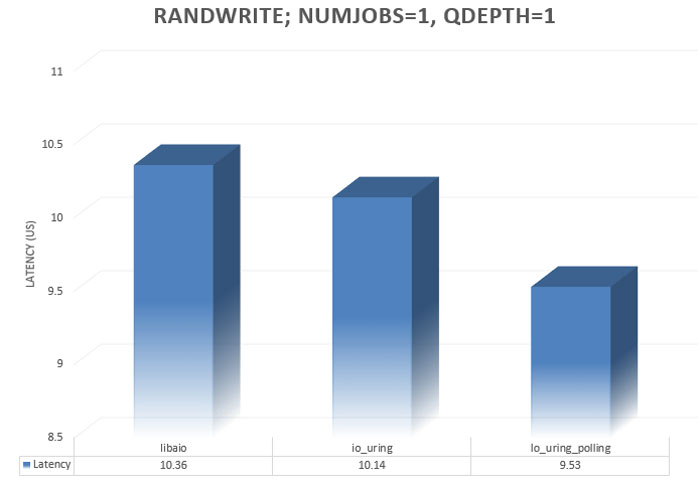 RANDWRITE; NUMJOBS=1, QDEPTH=1
11
10.5
10
9.5
9
8.5
LATENCY (US)
libaio io_uring Io_uring_polling
Latency 10.36 10.14 9.53